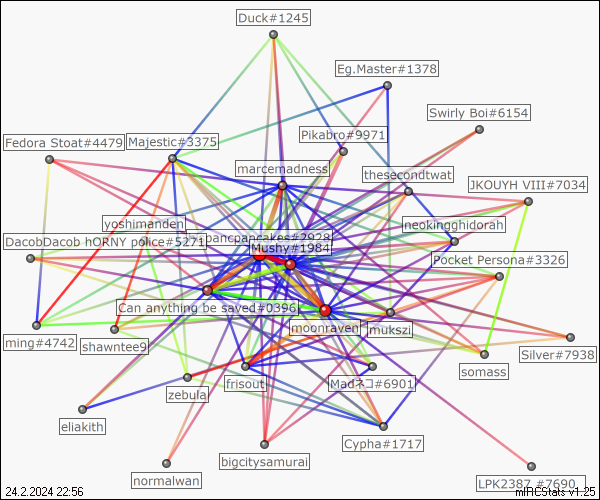 Duck#1245
Eg.Master#1378
Swirly Boi#6154
Fedora Stoat#4479
Majestic#3375
Pikabro#9971
marcemadness
thesecondtwat
JKOUYH VIII#7034
yoshimanden
neokingghidorah
pancpancakes#2928
DacobDacob hORNY police#5271
Mushy#1984
Pocket Persona#3326
Can anything be saved#0396
moonraven
mukszi
ming#4742
shawntee9
Silver#7938
somass
zebula
frisout
Madネコ#6901
eliakith
Cypha#1717
bigcitysamurai
normalwan
LPK2387 #7690
24.2.2024 22:56
mIRCStats v1.25